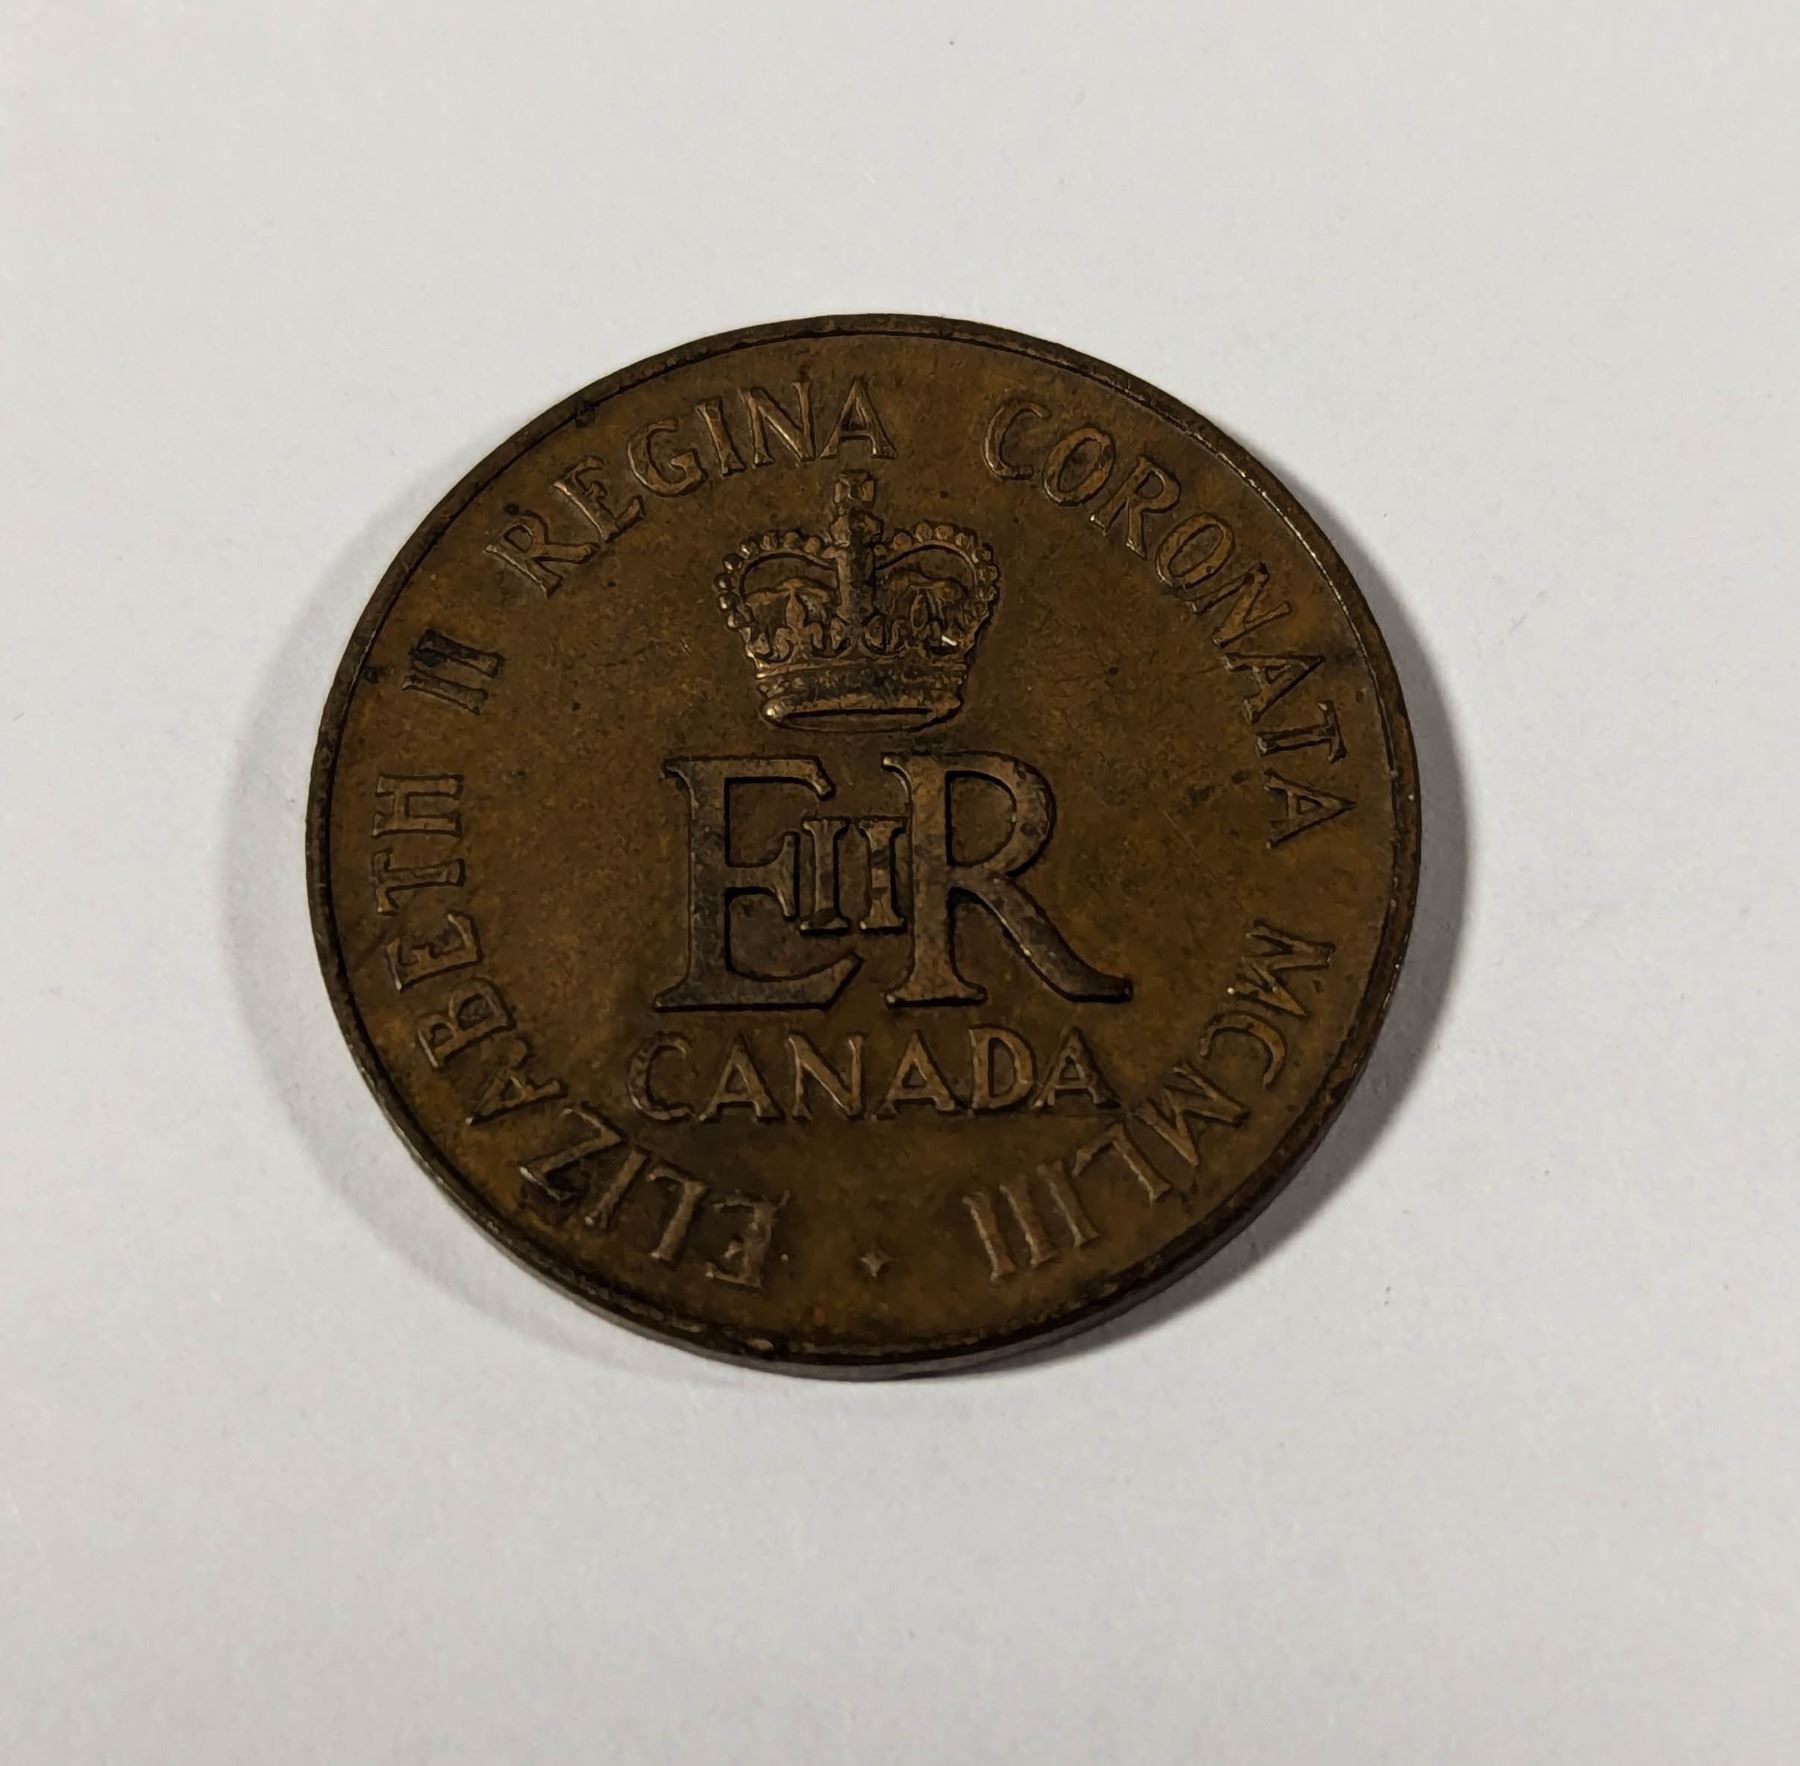 ELIZABETH II REGINA CORONATA MCMLIII
EIIR
CANADA